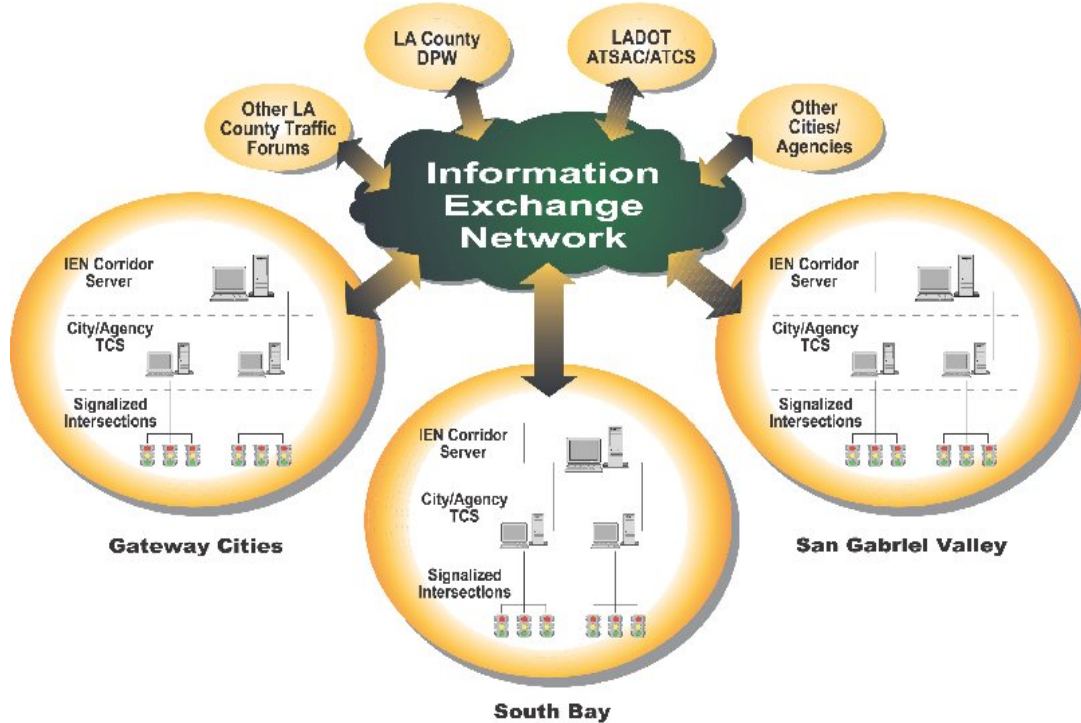 LA County
DPW
LADOT
ATSAC/ATCS
Other LA
County Traffic
Forums
Other
Cities/
Agencies
Information
Exchange
Network
IEN Corridor
Server
City/Agency
TCS
Signalized
Intersections
Gateway Cities
IEN Corridor
Server
City/Agency
TCS
Signalized
Intersections
South Bay
IEN Corridor
Server
City/Agency
TCS
Signalized
Intersections
San Gabriel Valley